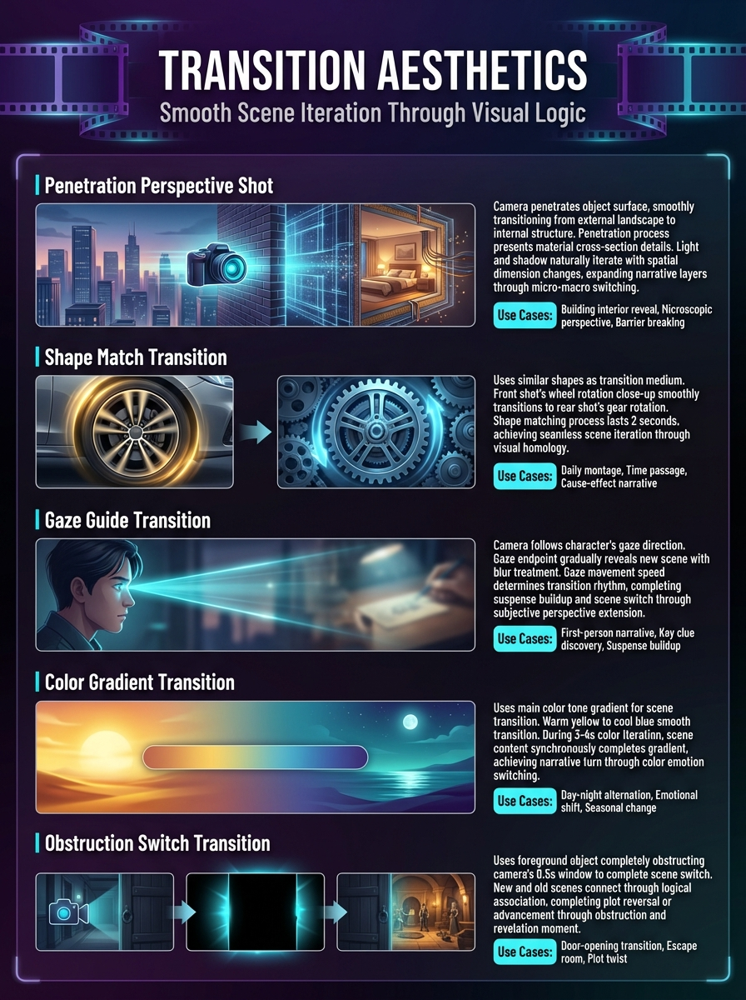 TRANSITION AESTHETICS
Smooth Scene Iteration Through Visual Logic
Penetration Perspective Shot
Camera penetrates object surface, smoothly
transitioning from external landscape to
internal structure. Penetration process
presents material cross-section details. Light
and shadow naturally iterate with spatial
dimension changes, expanding narrative layers
through micro-macro switching.
Use Cases:
Building interior reveal, Nicroscopic
perspective, Barrier breaking
Shape Match Transition
Uses similar shapes as transition medium.
Front shot's wheel rotation close-up smoothly
transitions to rear shot's gear rotation.
Shape matching process lasts 2 seconds,
achieving seamless scene iteration through
visual homology.
Use Cases:
Daily montage, Time passage,
Cause-effect narrative
Gaze Guide Transition
Camera follows character's gaze direction.
Gaze endpoint gradually reveals new scene with
blur treatment. Gaze movement speed
determines transition rhythm, completing
suspense buildup and scene switch through
subjective perspective extension.
Use Cases:
First-person narrative, Kay clue
discovery, Suspense buildup
Color Gradient Transition
Uses main color tone gradient for scene
transition. Warm yellow to cool blue smooth
transition. During 3-4s color Iteratinn, scene
content synchronously completes gradient,
achieving narrative turn through color emotion
switching.
Use Cases:
Day-night alternation, Emotional
shift, Seasonal change
Obstruction Switch Transition
Uses foreground object completely obstructing
camera's 0.5s window to complete scene switch.
New and old scenes connect through logical
association, completing plot reversal or
advancement through obstruction and
revelation moment.
Use Cases:
Door-opening transition, Escape
room, Plot twist